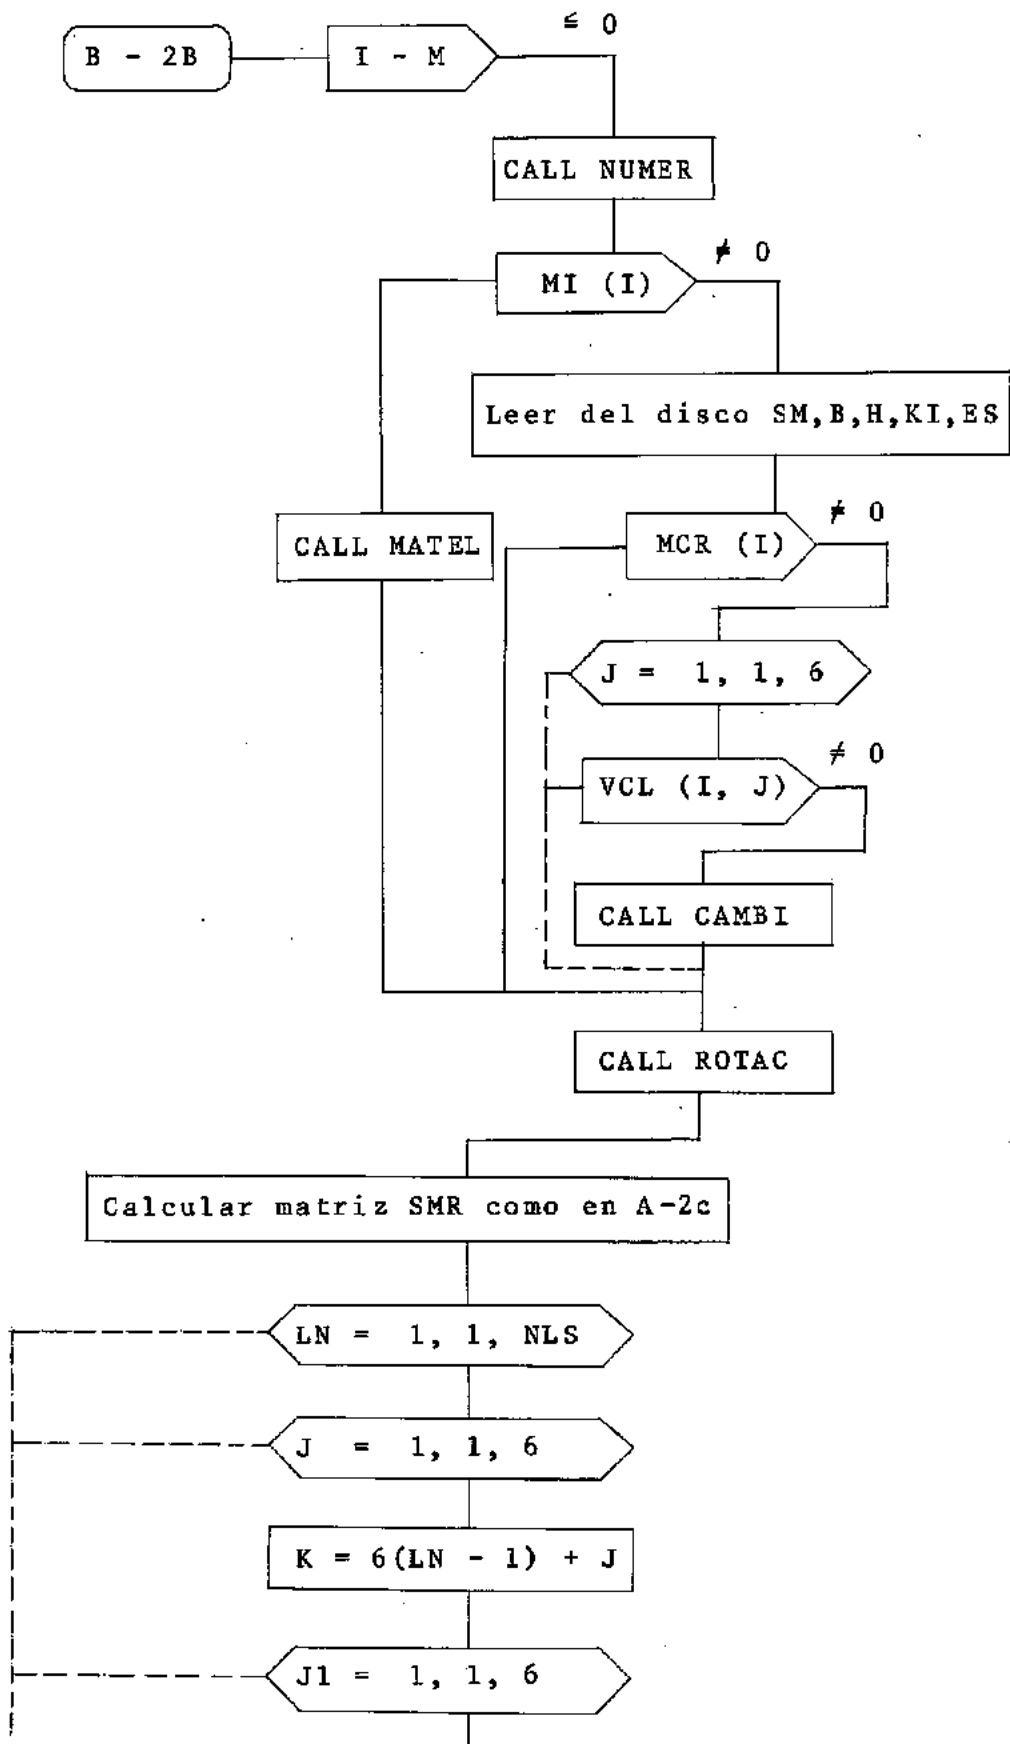 ≦ 0
B - 2B
I - M
CALL NUMER
≠ 0
MI (I)
Leer del disco SM,B,H,KI,ES
≠ 0
CALL MATEL
MCR (I)
J = 1, 1, 6
≠ 0
VCL (I, J)
CALL CAMBI
CALL ROTAC
Calcular matriz SMR como en A-2c
LN = 1, 1, NLS
J = 1, 1, 6
K = 6(LN - 1) + J
J1 = 1, 1, 6